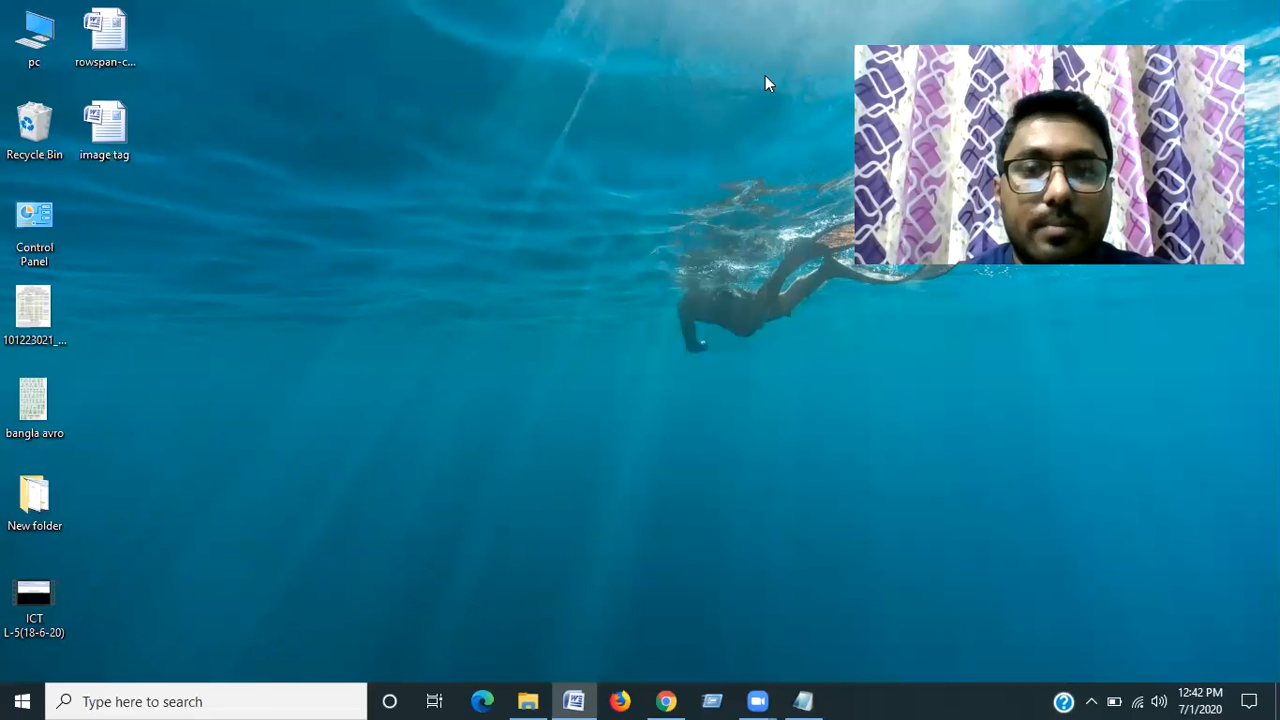 pc
rowspan-c...
Recycle Bin
image tag
Control
Panel
101223021_...
bangla avro
New folder
ICT
L-5(18-6-20)
Type here to search
12:42 PM
7/1/2020